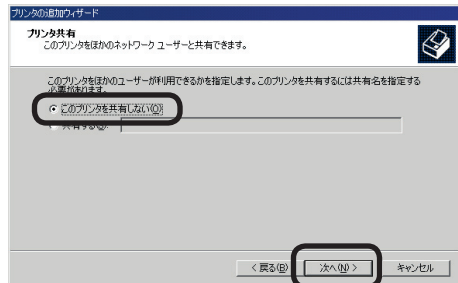 プリンタの追加ウィザード
プリンタ共有
このプリンタをほかのネットワーク ユーザーと共有できます。
このプリンタをほかのユーザーが利用できるかを指定します。このプリンタを共有するには共有名を指定する
必要があります。
このプリンタを共有しない(O)
共有する(S):
< 戻る(B)
次へ(N) >
キャンセル